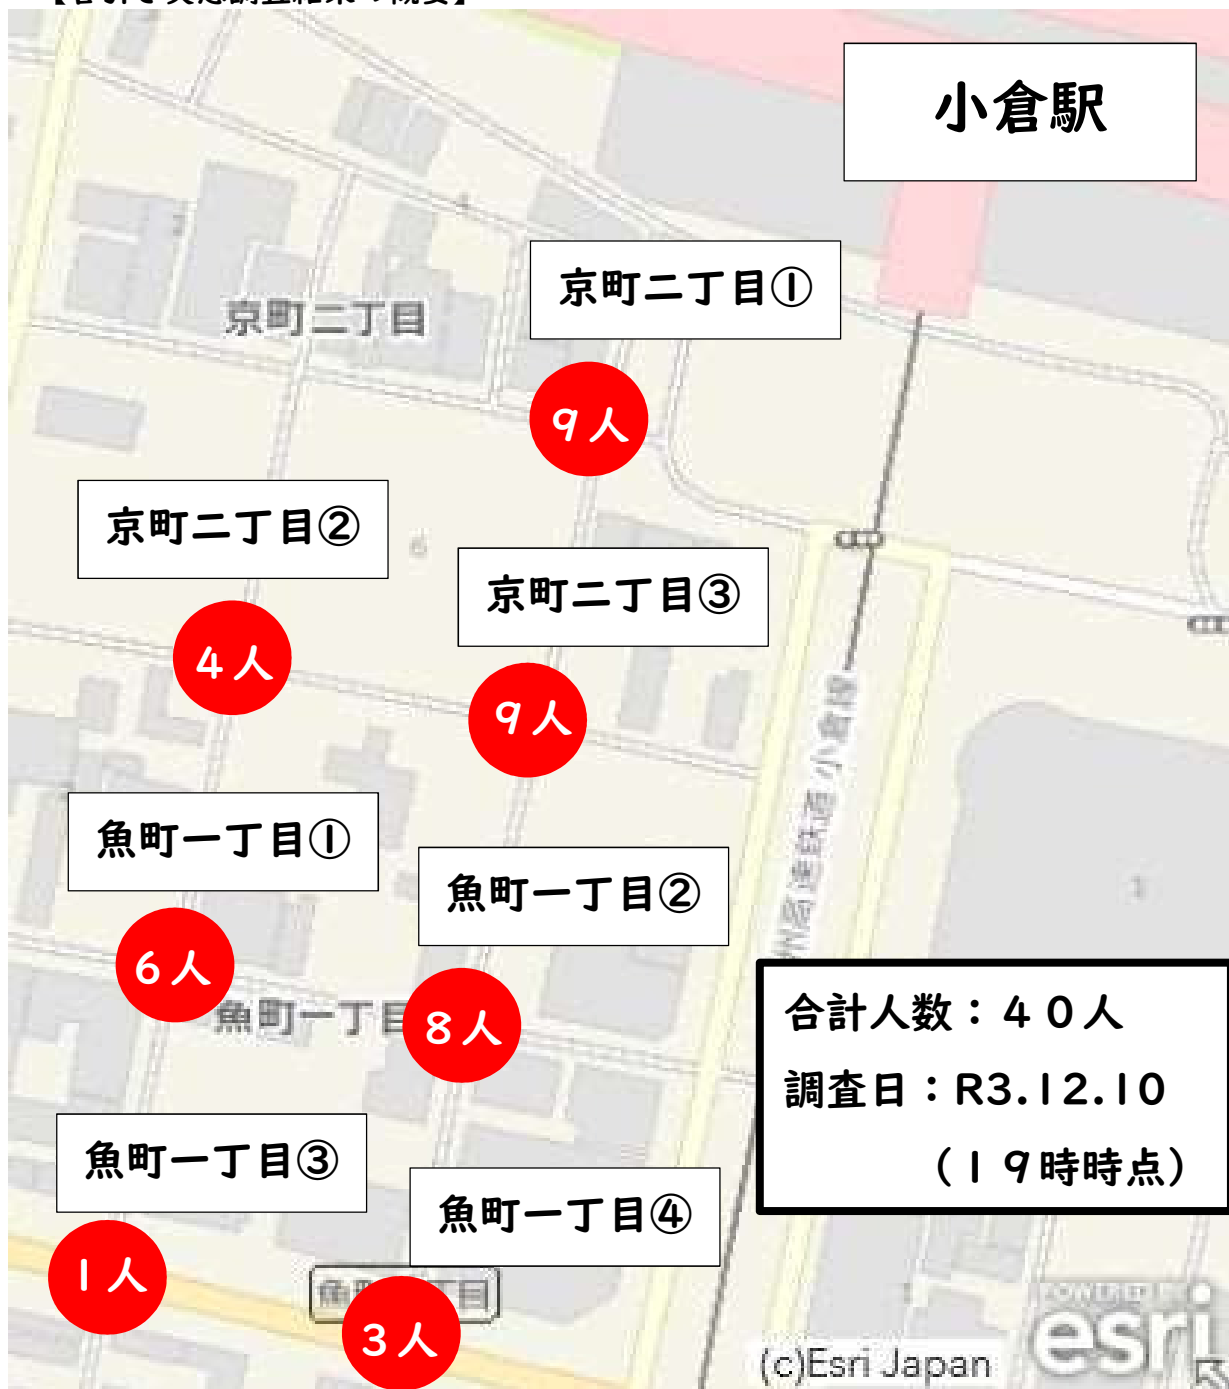 小倉駅
京町二丁目①
京町二丁目
9人
京町二丁目②
6
京町二丁目③
4人
9人
魚町一丁目①
魚町一丁目②
1
6人
魚町一丁目
8人
合計人数：４０人
調査日：R3.12.10
（１９時時点）
魚町一丁目③
魚町一丁目④
1人
3人
POWERED BY
esri
(c)Esri Japan